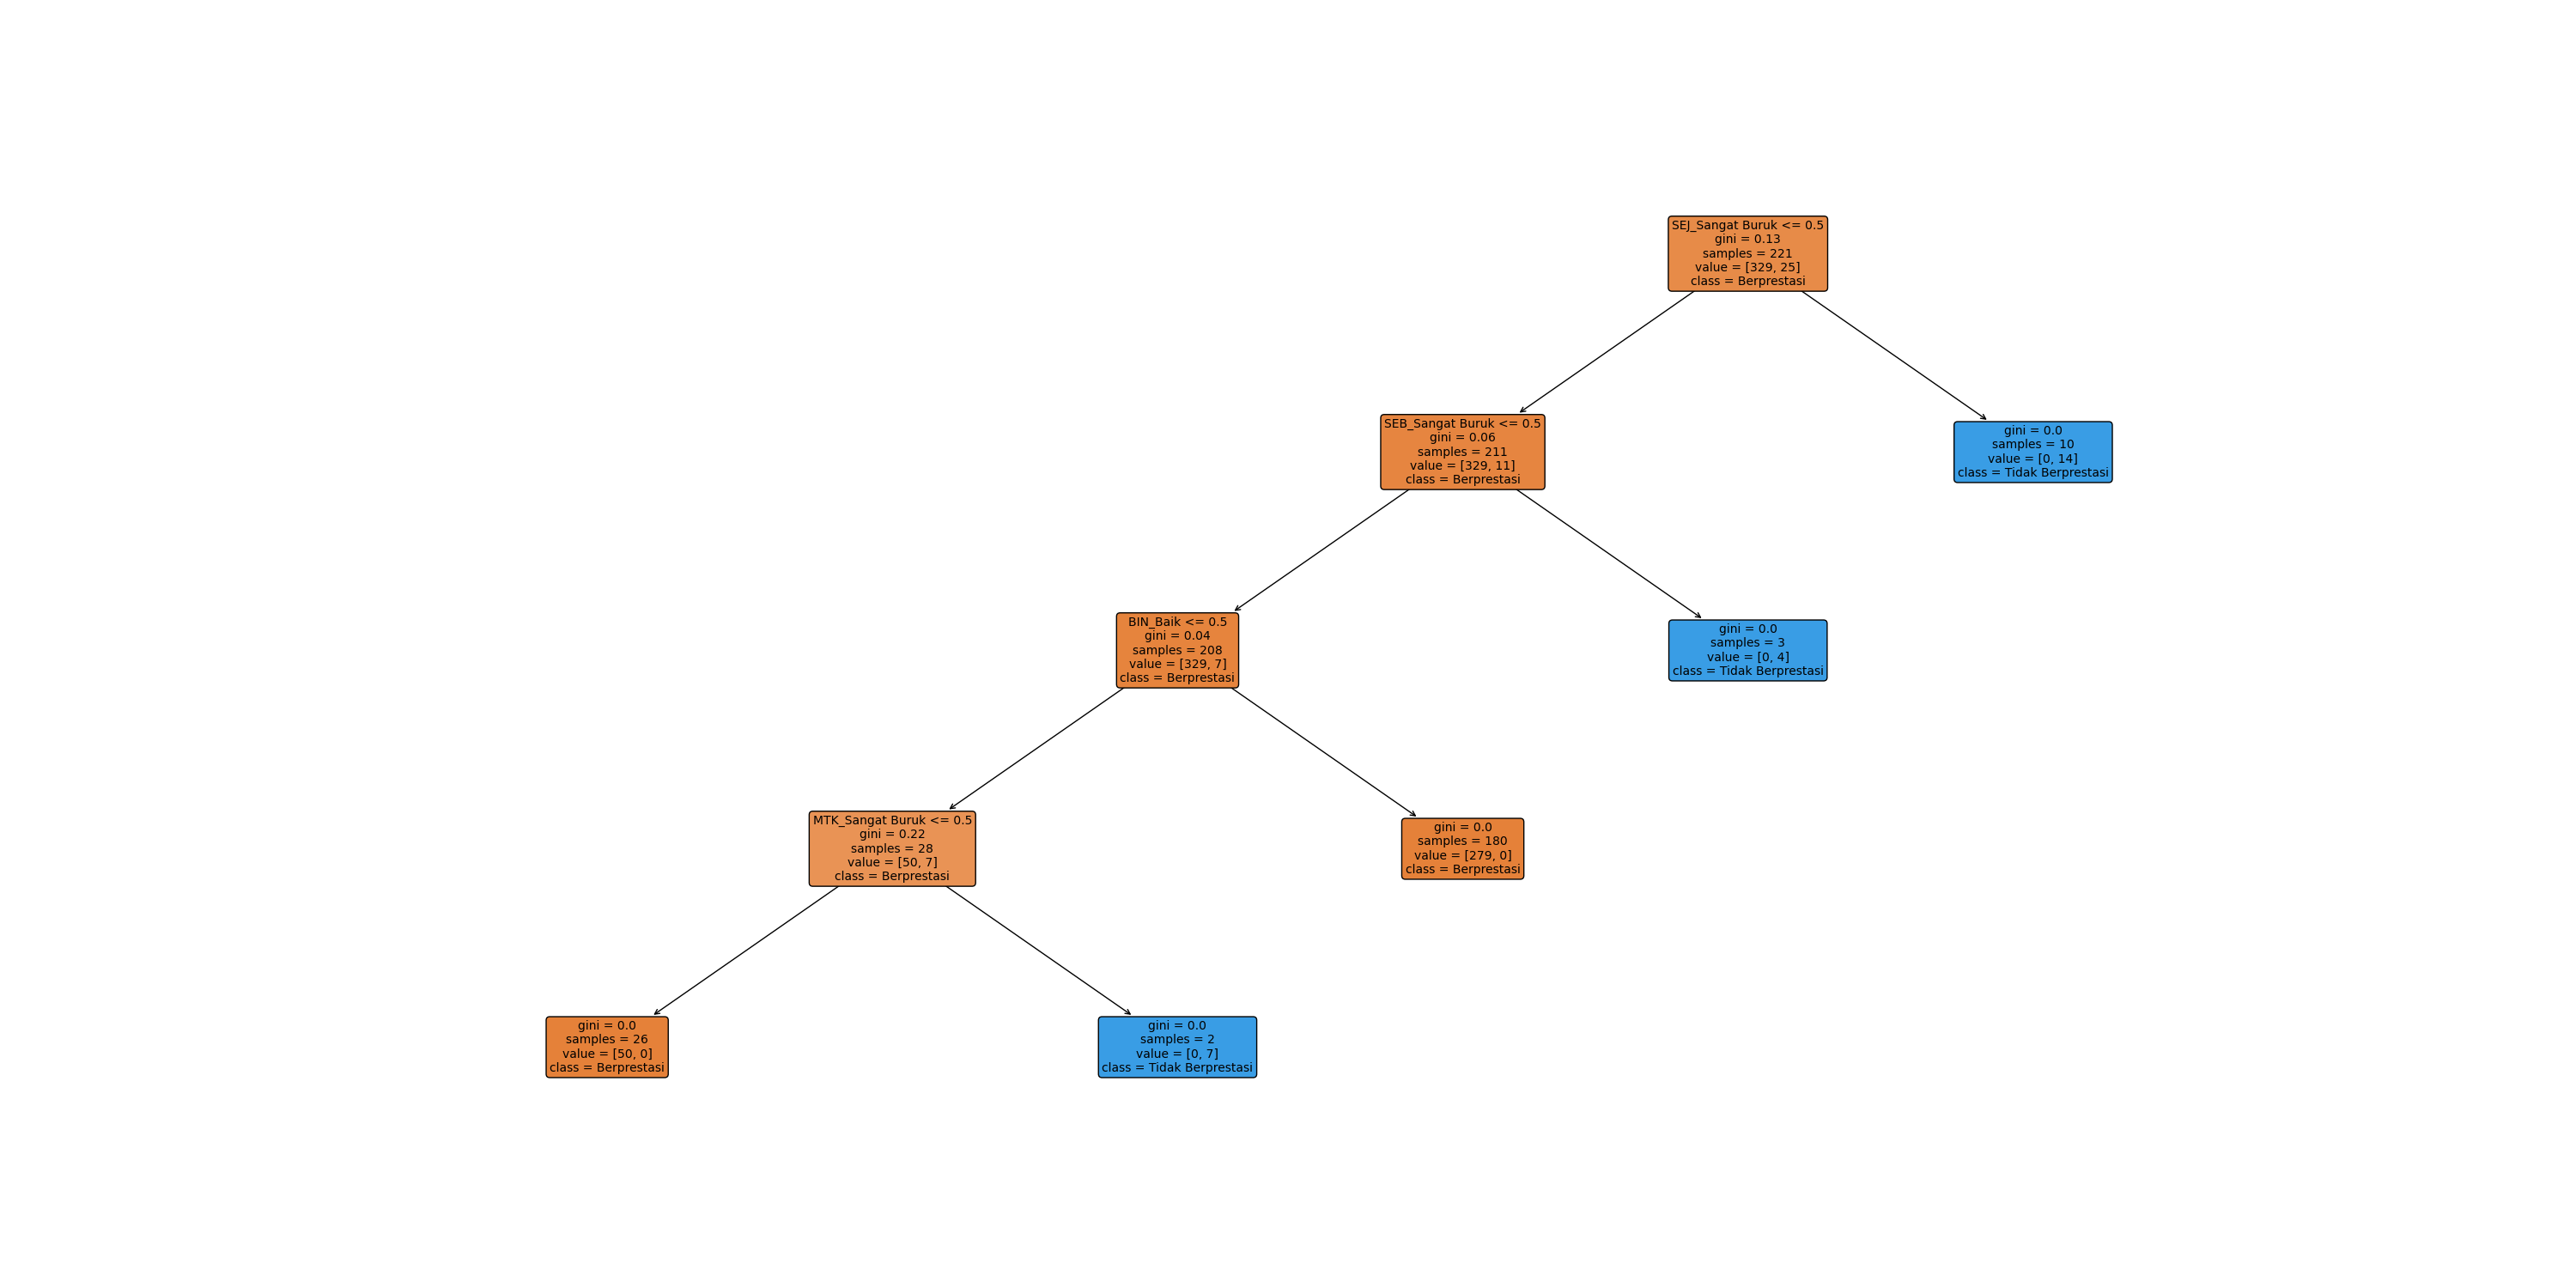 SEJ_Sangat Buruk <= 0.5
gini = 0.13
samples = 221
value = [329, 25]
class = Berprestasi
SEB_Sangat Buruk <= 0.5
gini = 0.06
samples = 211
value = [329, 11]
class = Berprestasi
gini = 0.0
samples = 10
value = [0, 14]
class = Tidak Berprestasi
BIN_Baik <= 0.5
gini = 0.04
samples = 208
value = [329, 7]
class = Berprestasi
gini = 0.0
samples = 3
value = [0, 4]
class = Tidak Berprestasi
MTK_Sangat Buruk <= 0.5
gini = 0.22
samples = 28
value = [50, 7]
class = Berprestasi
gini = 0.0
samples = 180
value = [279, 0]
class = Berprestasi
gini = 0.0
samples = 26
value = [50, 0]
class = Berprestasi
gini = 0.0
samples = 2
value = [0, 7]
class = Tidak Berprestasi